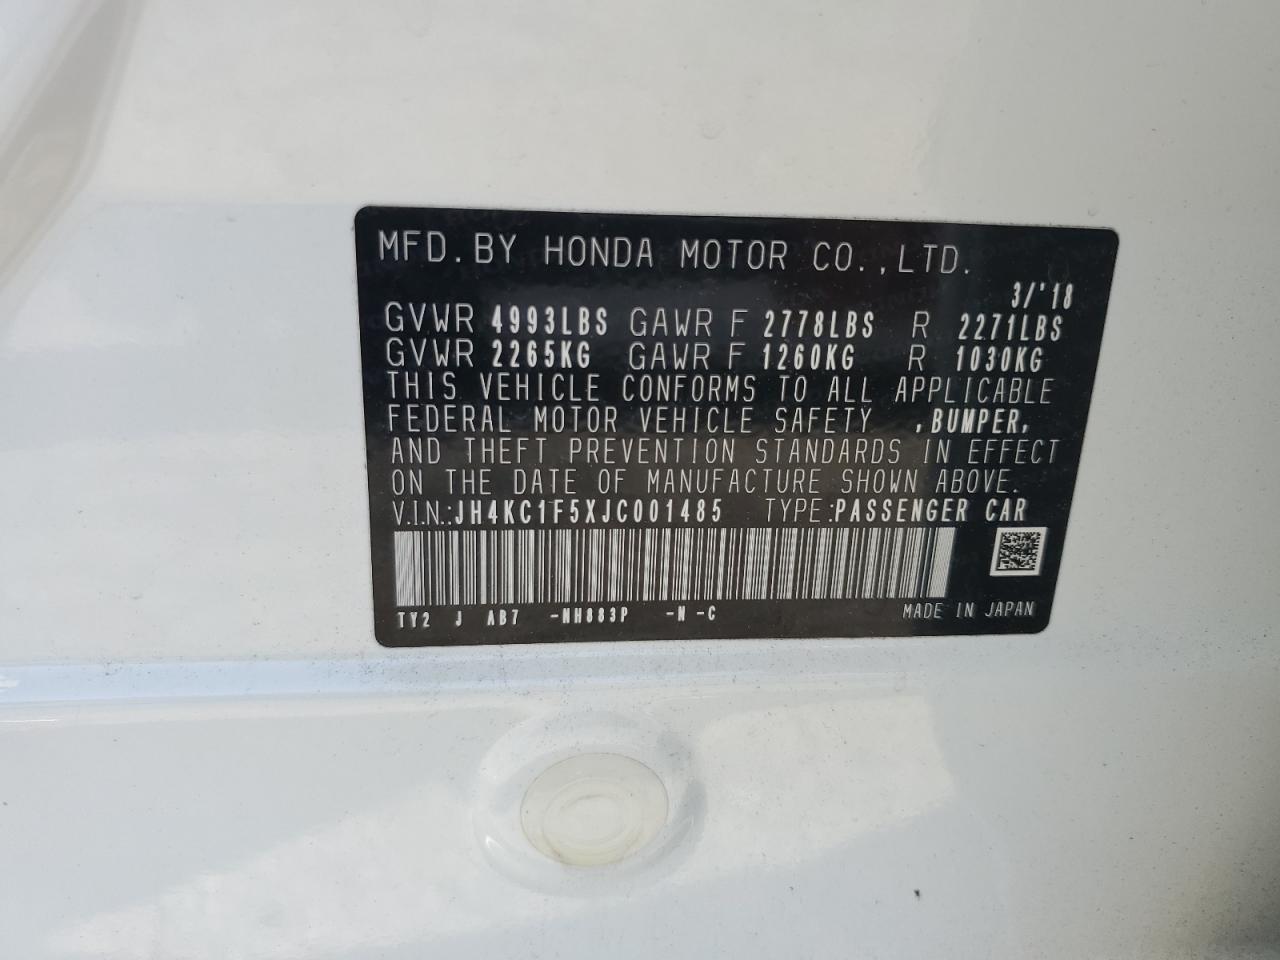 MFD.BY HONDA MOTOR CO.,LTD.
3/'18
GVWR 4993LBS GAWR F 2778LBS R 2271LBS
GVWR 2265KG GAWR F 1260KG R 1030KG
THIS VEHICLE CONFORMS TO ALL APPLICABLE
FEDERAL MOTOR VEHICLE SAFETY ,BUMPER,
AND THEFT PREVENTION STANDARDS IN EFFECT
ON THE DATE OF MANUFACTURE SHOWN ABOVE.
V.I.N.:JH4KC1F5XJC001485 TYPE:PASSENGER CAR
TY2 J AB7 -NH883P -N -C MADE IN JAPAN